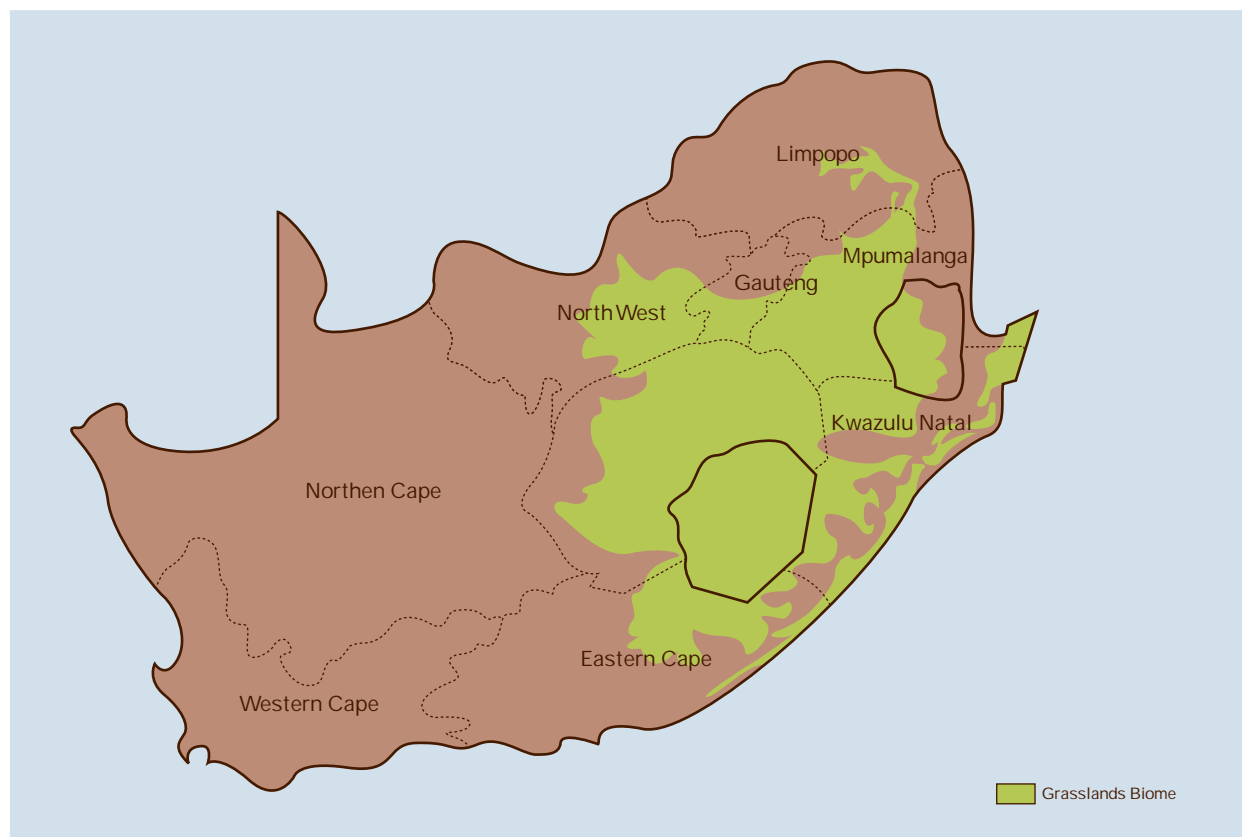 Limpopo
Mpumalanga
Gauteng
North West
Kwazulu Natal
Northen Cape
Eastern Cape
Western Cape
Grasslands Biome